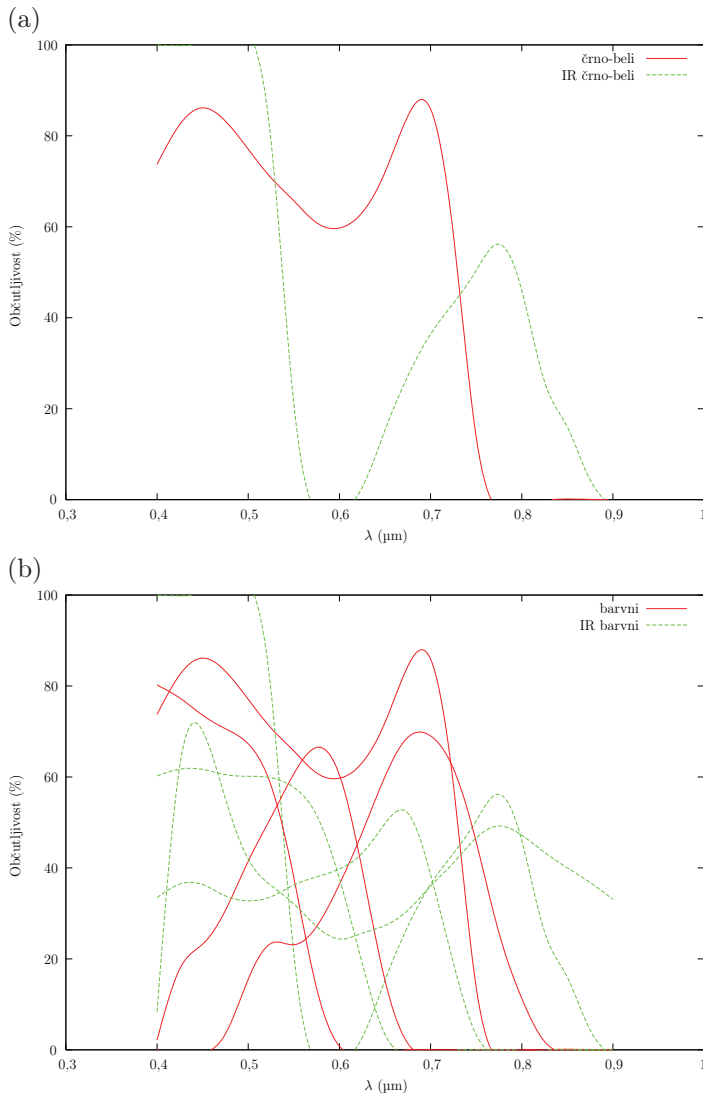 (a)
100
80
60
40
20
0
Občutljivost (%)
črno-beli
IR črno-beli
0,3 0,4 0,5 0,6 0,7 0,8 0,9 1
λ (µm)
(b)
100
80
60
40
20
0
Občutljivost (%)
barvni
IR barvni
0,3 0,4 0,5 0,6 0,7 0,8 0,9 1
λ (µm)